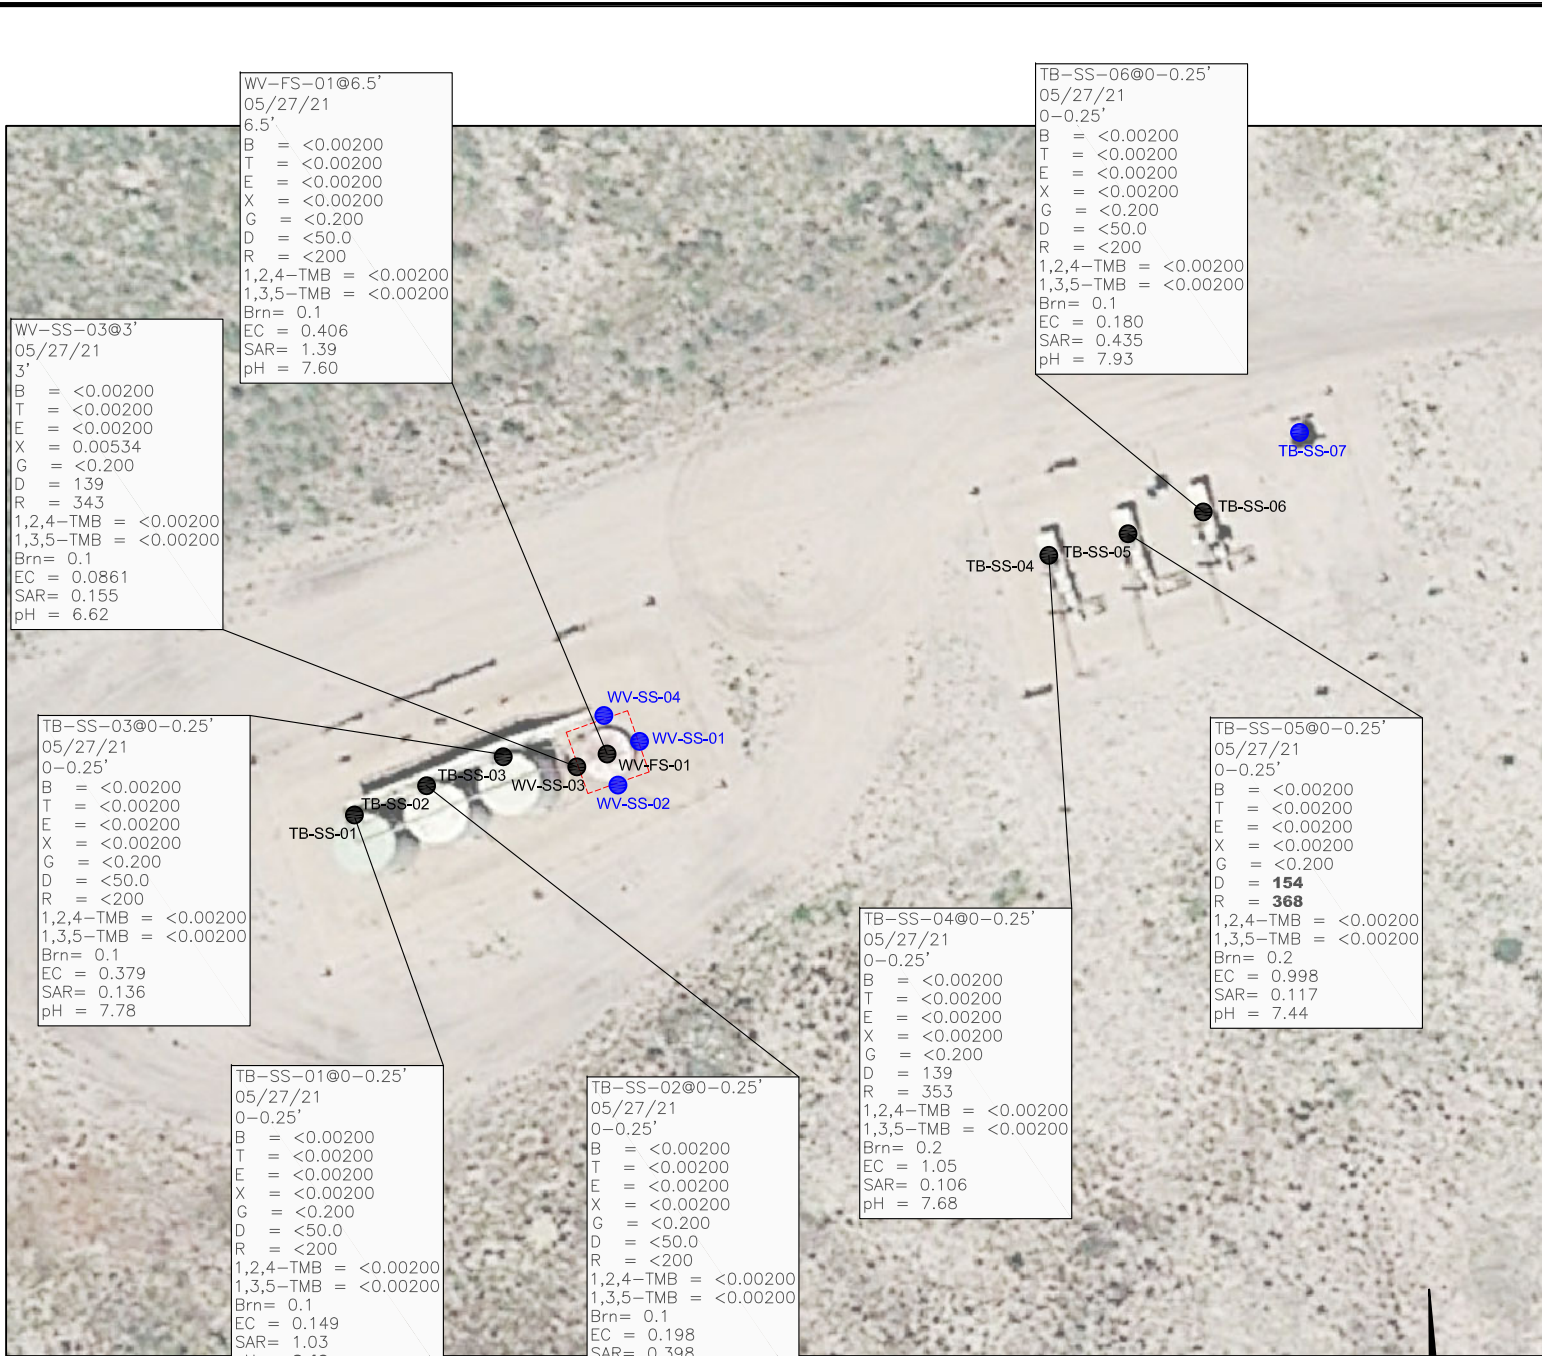 WV-FS-01@6.5'
05/27/21
6.5'
B = <0.00200
T = <0.00200
E = <0.00200
X = <0.00200
G = <0.200
D = <50.0
R = <200
1,2,4-TMB = <0.00200
1,3,5-TMB = <0.00200
Brn= 0.1
EC = 0.406
SAR= 1.39
pH = 7.60
TB-SS-06@0-0.25'
05/27/21
0-0.25'
B = <0.00200
T = <0.00200
E = <0.00200
X = <0.00200
G = <0.200
D = <50.0
R = <200
1,2,4-TMB = <0.00200
1,3,5-TMB = <0.00200
Brn= 0.1
EC = 0.180
SAR= 0.435
pH = 7.93
WV-SS-03@3'
05/27/21
3'
B = <0.00200
T = <0.00200
E = <0.00200
X = 0.00534
G = <0.200
D = 139
R = 343
1,2,4-TMB = <0.00200
1,3,5-TMB = <0.00200
Brn= 0.1
EC = 0.0861
SAR= 0.155
pH = 6.62
TB-SS-07
TB-SS-06
TB-SS-05
TB-SS-04
WV-SS-04
WV-SS-01
WV-FS-01
WV-SS-03
WV-SS-02
TB-SS-03
TB-SS-02
TB-SS-01
TB-SS-03@0-0.25'
05/27/21
0-0.25'
B = <0.00200
T = <0.00200
E = <0.00200
X = <0.00200
G = <0.200
D = <50.0
R = <200
1,2,4-TMB = <0.00200
1,3,5-TMB = <0.00200
Brn= 0.1
EC = 0.379
SAR= 0.136
pH = 7.78
TB-SS-05@0-0.25'
05/27/21
0-0.25'
B = <0.00200
T = <0.00200
E = <0.00200
X = <0.00200
G = <0.200
D = 154
R = 368
1,2,4-TMB = <0.00200
1,3,5-TMB = <0.00200
Brn= 0.2
EC = 0.998
SAR= 0.117
pH = 7.44
TB-SS-04@0-0.25'
05/27/21
0-0.25'
B = <0.00200
T = <0.00200
E = <0.00200
X = <0.00200
G = <0.200
D = 139
R = 353
1,2,4-TMB = <0.00200
1,3,5-TMB = <0.00200
Brn= 0.2
EC = 1.05
SAR= 0.106
pH = 7.68
TB-SS-01@0-0.25'
05/27/21
0-0.25'
B = <0.00200
T = <0.00200
E = <0.00200
X = <0.00200
G = <0.200
D = <50.0
R = <200
1,2,4-TMB = <0.00200
1,3,5-TMB = <0.00200
Brn= 0.1
EC = 0.149
SAR= 1.03
TB-SS-02@0-0.25'
05/27/21
0-0.25'
B = <0.00200
T = <0.00200
E = <0.00200
X = <0.00200
G = <0.200
D = <50.0
R = <200
1,2,4-TMB = <0.00200
1,3,5-TMB = <0.00200
Brn= 0.1
EC = 0.198
SAR= 0.398